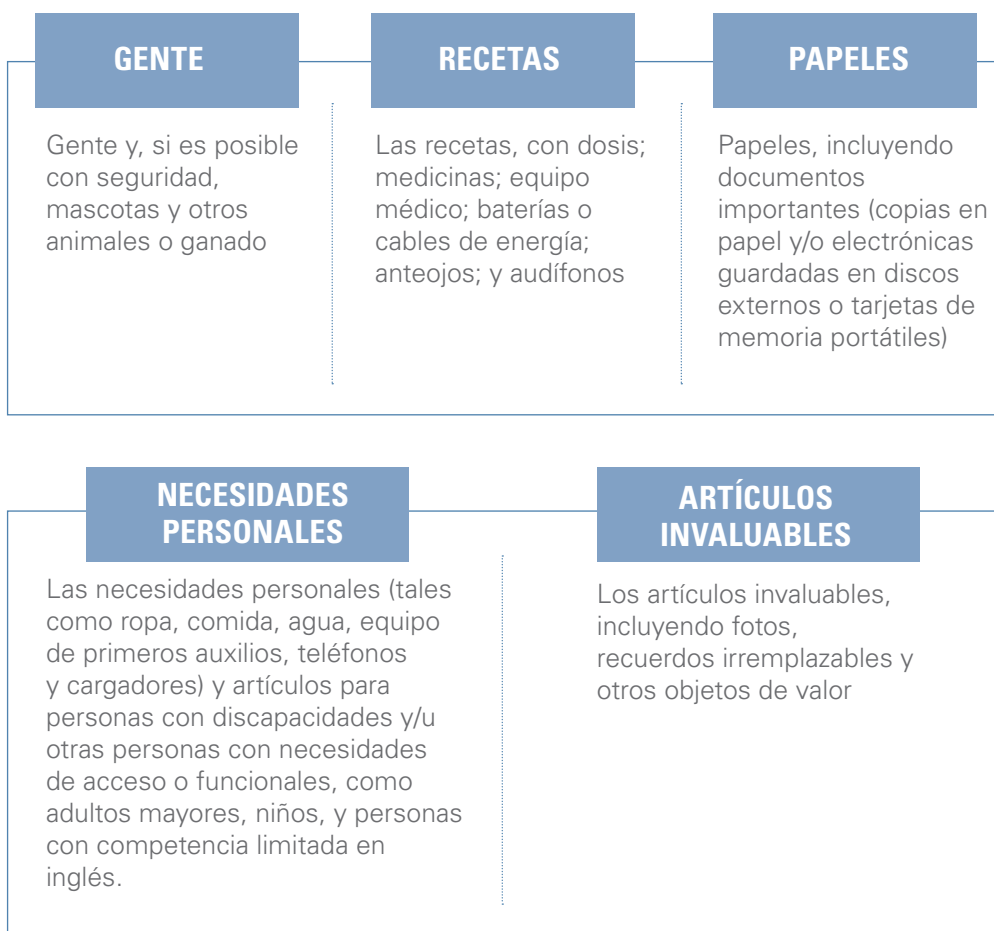 GENTE
Gente y, si es posible
con seguridad,
mascotas y otros
animales o ganado
RECETAS
Las recetas, con dosis;
medicinas; equipo
médico; baterías o
cables de energía;
anteojos; y audífonos
PAPELES
Papeles, incluyendo
documentos
importantes (copias en
papel y/o electrónicas
guardadas en discos
externos o tarjetas de
memoria portátiles)
NECESIDADES
PERSONALES
Las necesidades personales (tales
como ropa, comida, agua, equipo
de primeros auxilios, teléfonos
y cargadores) y artículos para
personas con discapacidades y/u
otras personas con necesidades
de acceso o funcionales, como
adultos mayores, niños, y personas
con competencia limitada en
inglés.
ARTÍCULOS
INVALUABLES
Los artículos invaluables,
incluyendo fotos,
recuerdos irremplazables y
otros objetos de valor